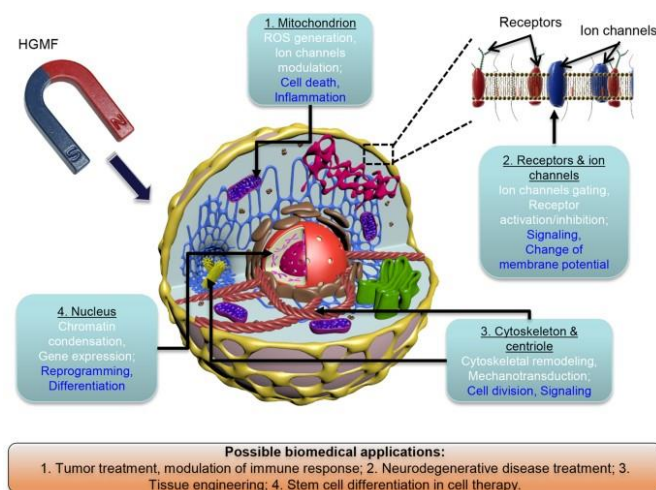 HGMF
1. Mitochondrion
ROS generation,
Ion channels
modulation;
Cell death,
Inflammation
Receptors
Ion channels
2. Receptors & ion
channels
Ion channels gating,
Receptor
activation/inhibition;
Signaling,
Change of
membrane potential
4. Nucleus
Chromatin
condensation,
Gene expression;
Reprogramming,
Differentiation
3. Cytoskeleton &
centriole
Cytoskeletal remodeling,
Mechanotransduction;
Cell division, Signaling
Possible biomedical applications:
1. Tumor treatment, modulation of immune response; 2. Neurodegenerative disease treatment; 3.
Tissue engineering; 4. Stem cell differentiation in cell therapy.
S
N